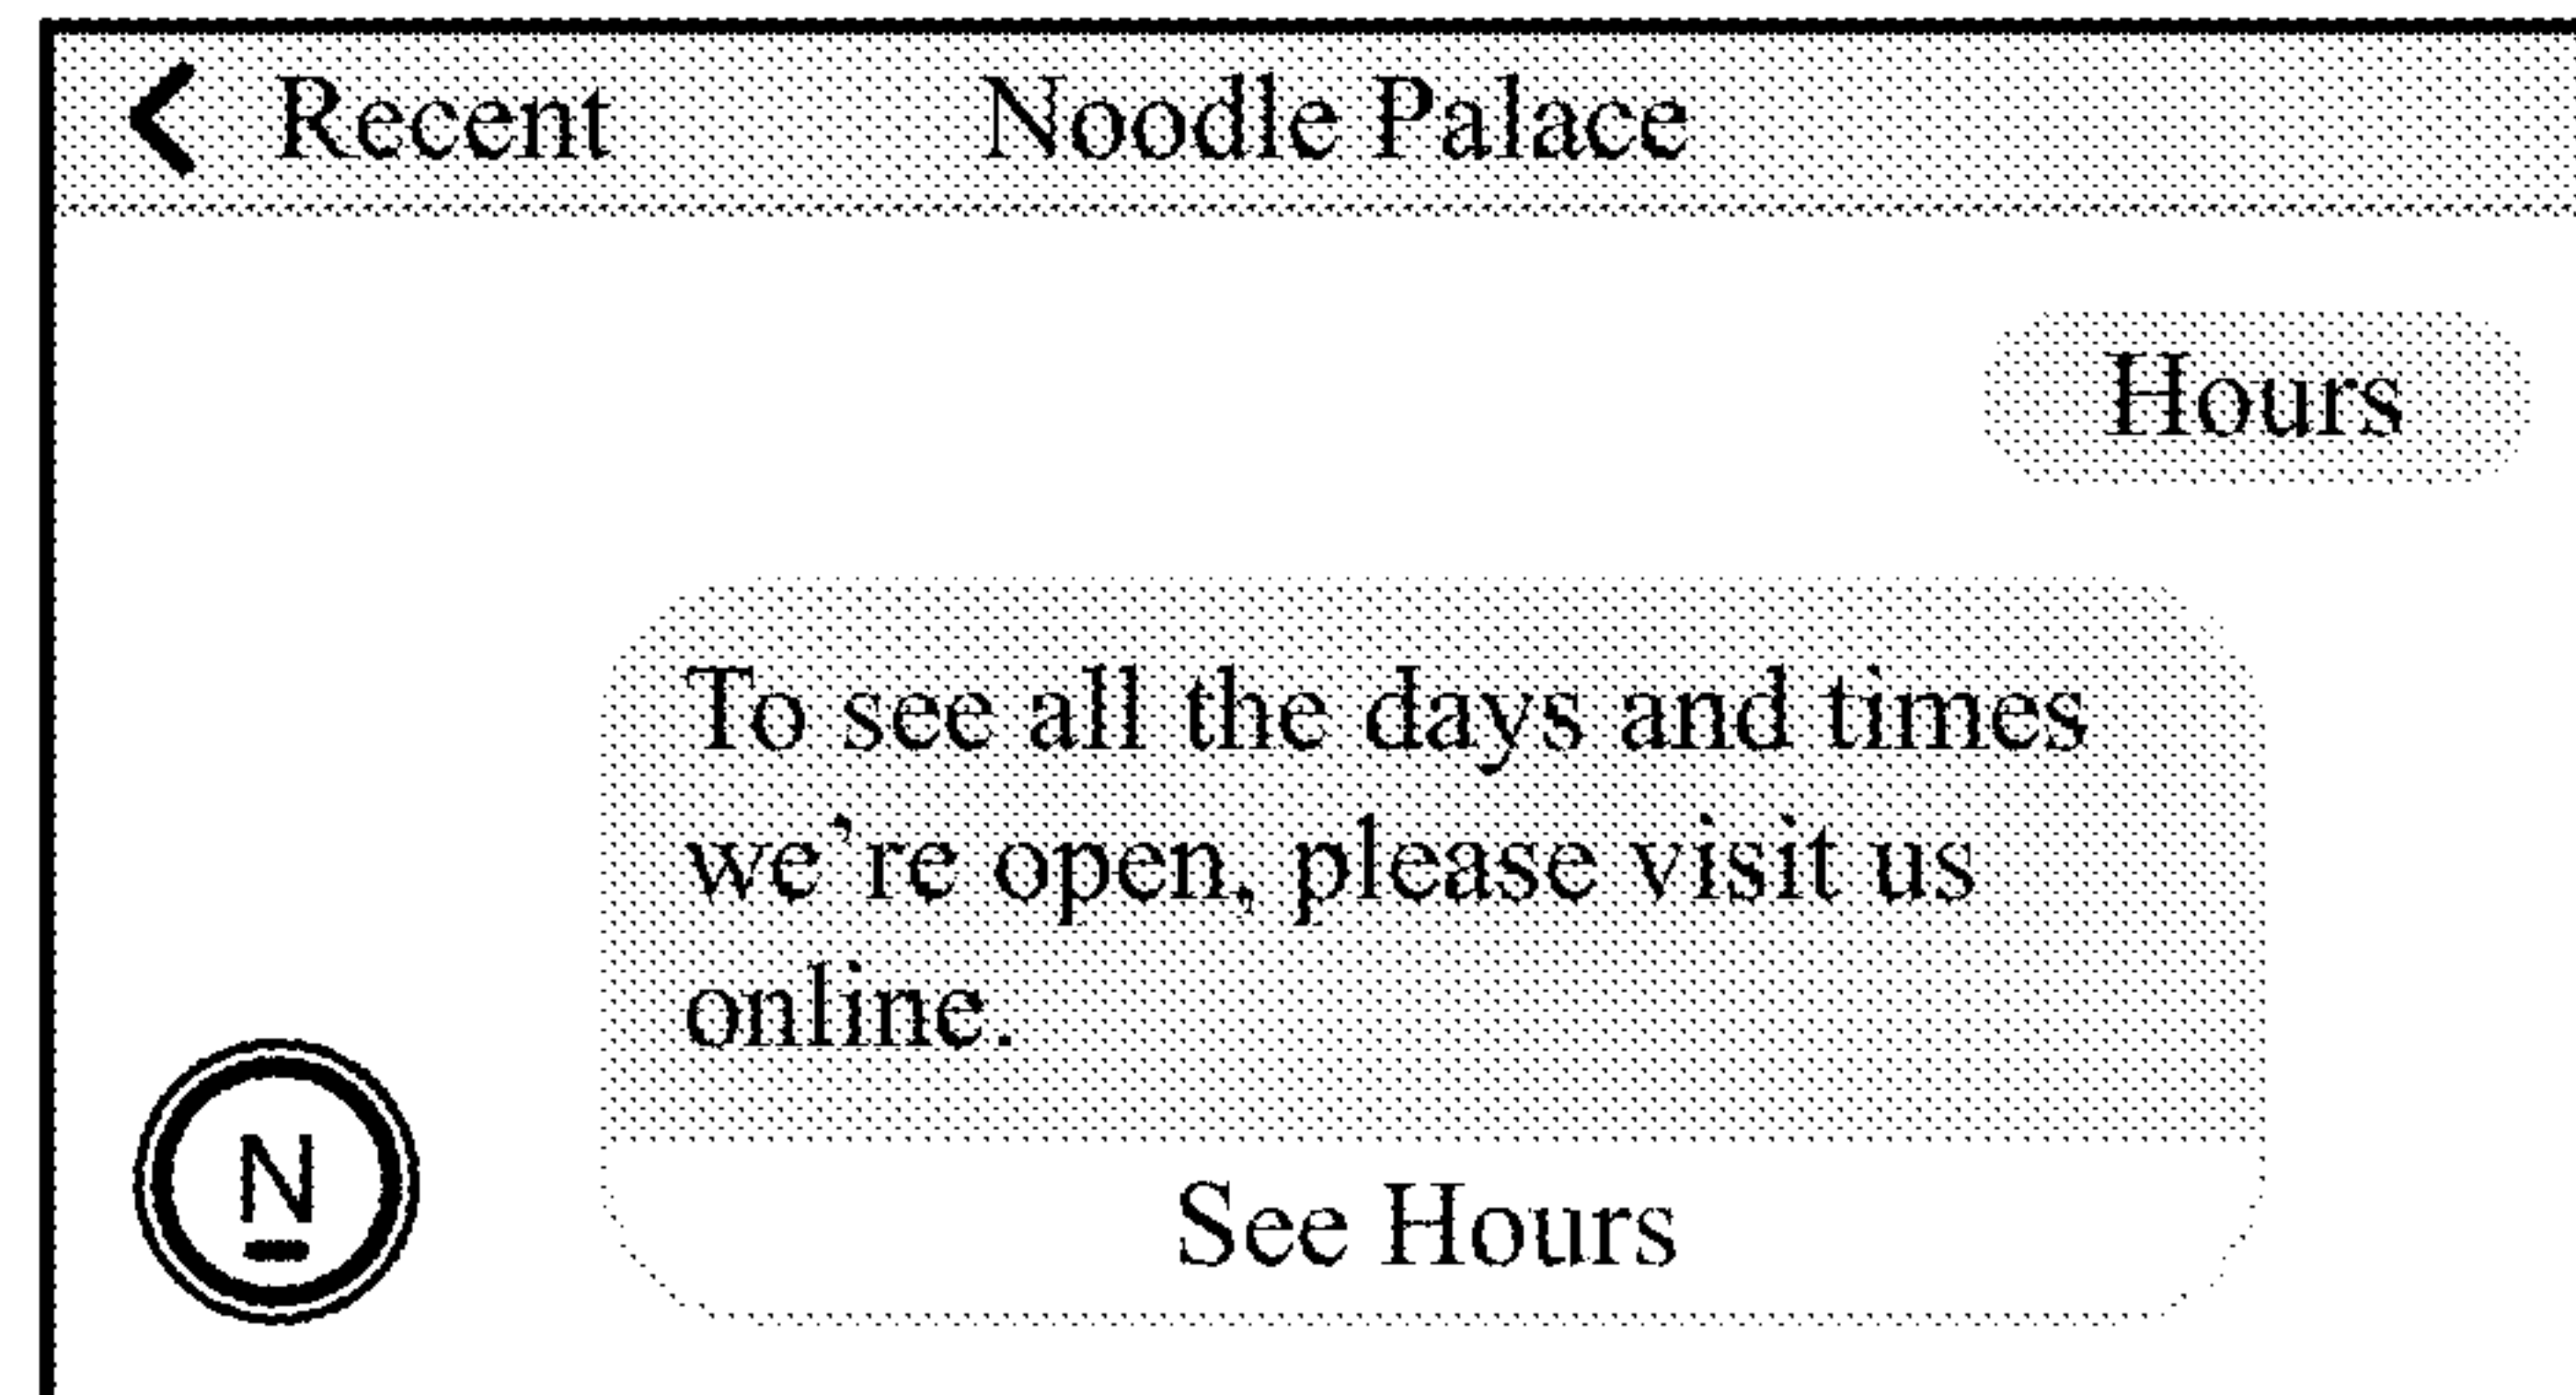 Recent Noodle Palace
Hours
To see all the days and times
we’re open, please visit us
online.
N
See Hours